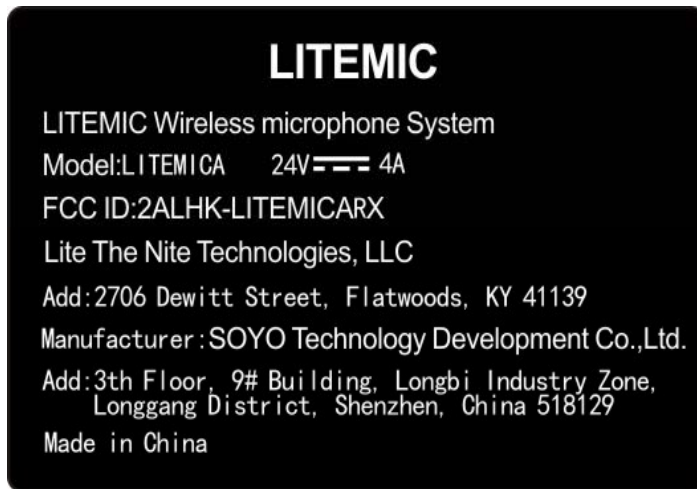 LITEMIC
LITEMIC Wireless microphone System
Model:LITEMICA 24V⎓4A
FCC ID:2ALHK-LITEMICARX
Lite The Nite Technologies, LLC
Add:2706 Dewitt Street, Flatwoods, KY 41139
Manufacturer:SOYO Technology Development Co.,Ltd.
Add:3th Floor, 9# Building, Longbi Industry Zone,
Longgang District, Shenzhen, China 518129
Made in China